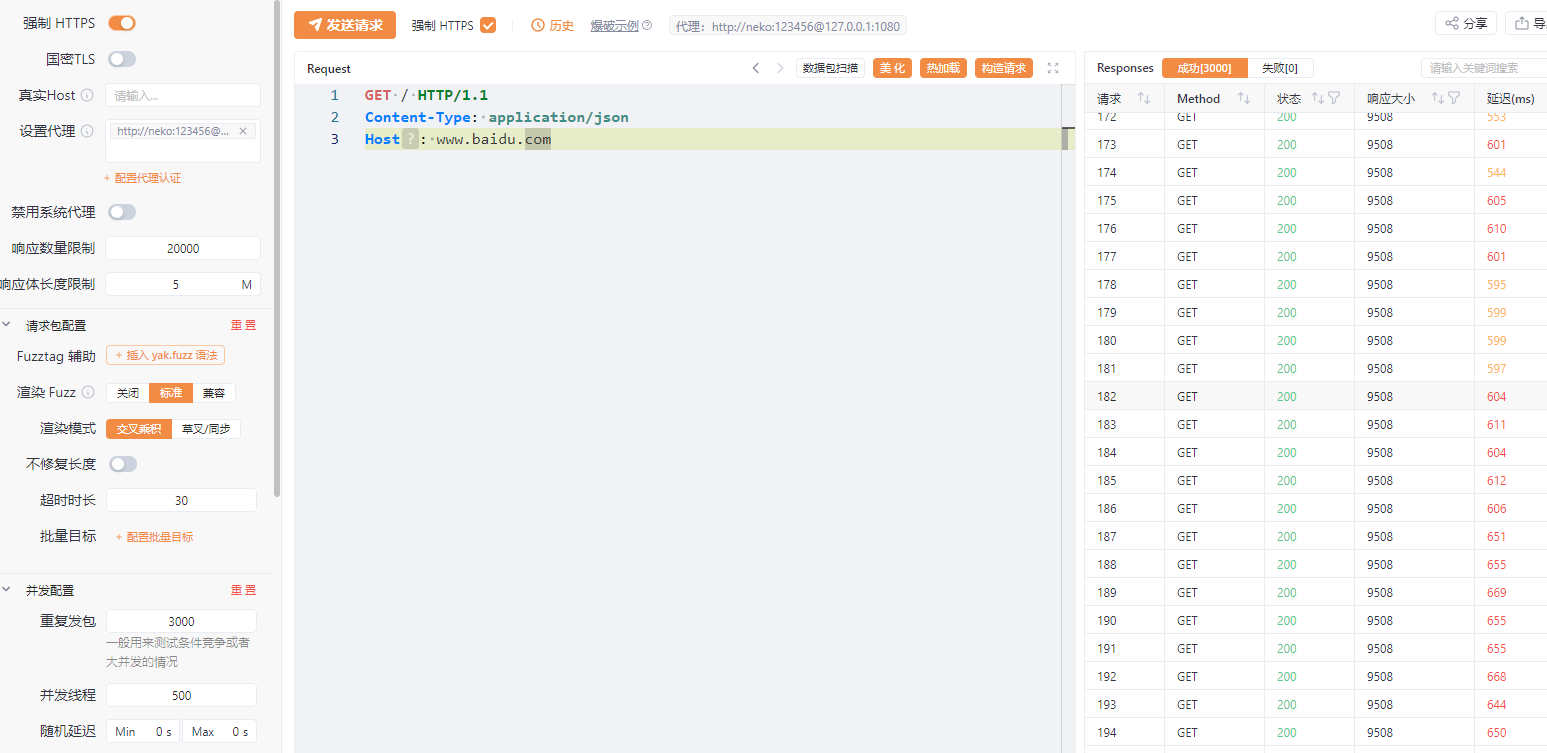 强制 HTTPS
国密TLS
真实Host
请输入...
设置代理
http://neko:123456@...
+ 配置代理认证
禁用系统代理
响应数量限制 20000
响应体长度限制 5 M
请求包配置 重置
Fuzztag 辅助 + 插入 yak.fuzz 语法
渲染 Fuzz 关闭 标准 兼容
渲染模式 交叉乘积 草叉/同步
不修复长度
超时时长 30
批量目标 + 配置批量目标
并发配置 重置
重复发包 3000
一般用来测试条件竞争或者
大并发的情况
并发线程 500
随机延迟 Min 0 s Max 0 s
发送请求 强制 HTTPS 历史 爆破示例 代理：http://neko:123456@127.0.0.1:1080 分享
Request 数据包扫描 美化 热加载 构造请求
1 GET / HTTP/1.1
2 Content-Type: application/json
3 Host ? : www.baidu.com
Responses 成功[3000] 失败[0] 请输入关键词搜索
请求 Method 状态 响应大小 延迟(ms)
172 GET 200 9508 553
173 GET 200 9508 601
174 GET 200 9508 544
175 GET 200 9508 605
176 GET 200 9508 610
177 GET 200 9508 601
178 GET 200 9508 595
179 GET 200 9508 599
180 GET 200 9508 599
181 GET 200 9508 597
182 GET 200 9508 604
183 GET 200 9508 611
184 GET 200 9508 604
185 GET 200 9508 612
186 GET 200 9508 606
187 GET 200 9508 651
188 GET 200 9508 655
189 GET 200 9508 669
190 GET 200 9508 655
191 GET 200 9508 655
192 GET 200 9508 668
193 GET 200 9508 644
194 GET 200 9508 650